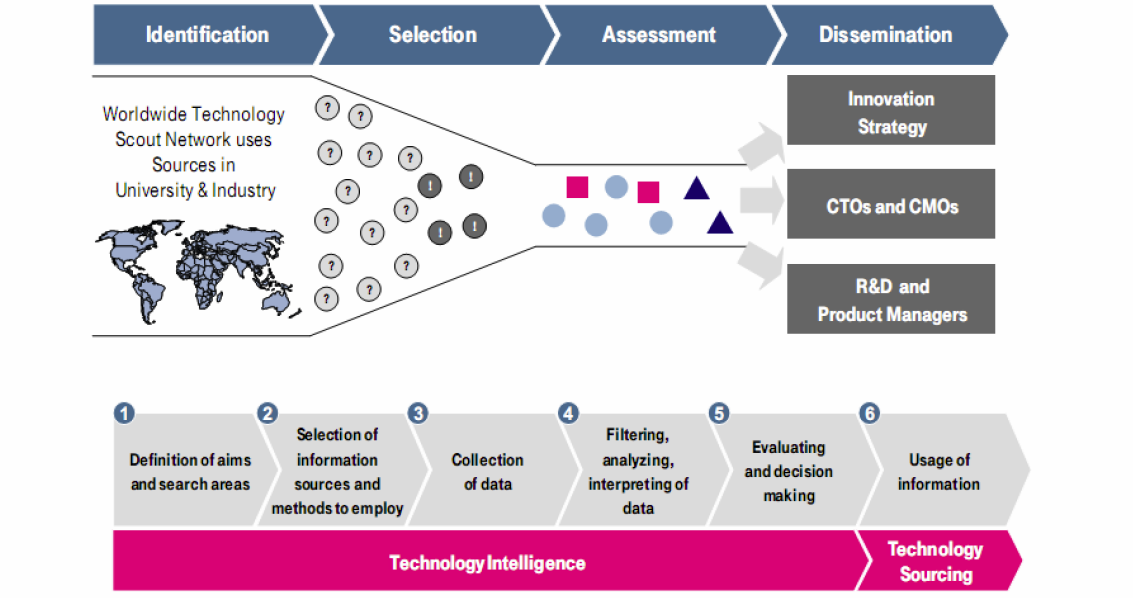 Identification
Selection
Assessment
Dissemination
Worldwide Technology
Scout Network uses
Sources in
University & Industry
? ?
? ? ?
? ! !
? ?
? ! !
? ?
? ?
Innovation
Strategy
CTOs and CMOs
R&D and
Product Managers
1
Definition of aims
and search areas
2
Selection of
information
sources and
methods to employ
3
Collection
of data
4
Filtering,
analyzing,
interpreting of
data
5
Evaluating
and decision
making
6
Usage of
information
Technology Intelligence
Technology
Sourcing